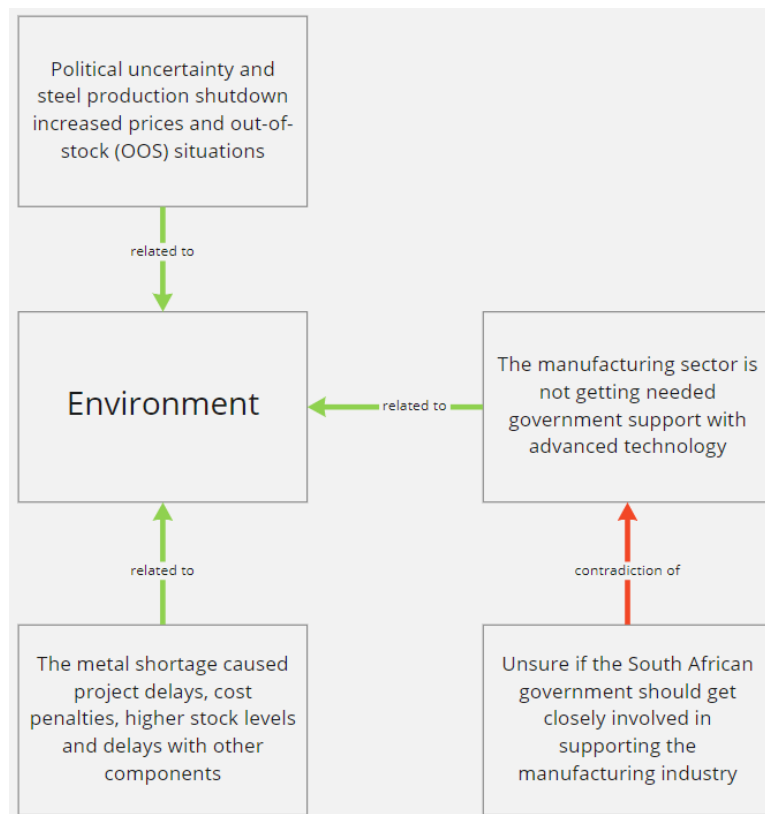 Political uncertainty and
steel production shutdown
increased prices and out-of-
stock (OOS) situations
related to
Environment
related to
The manufacturing sector is
not getting needed
government support with
advanced technology
related to
contradiction of
The metal shortage caused
project delays, cost
penalties, higher stock levels
and delays with other
components
Unsure if the South African
government should get
closely involved in
supporting the
manufacturing industry